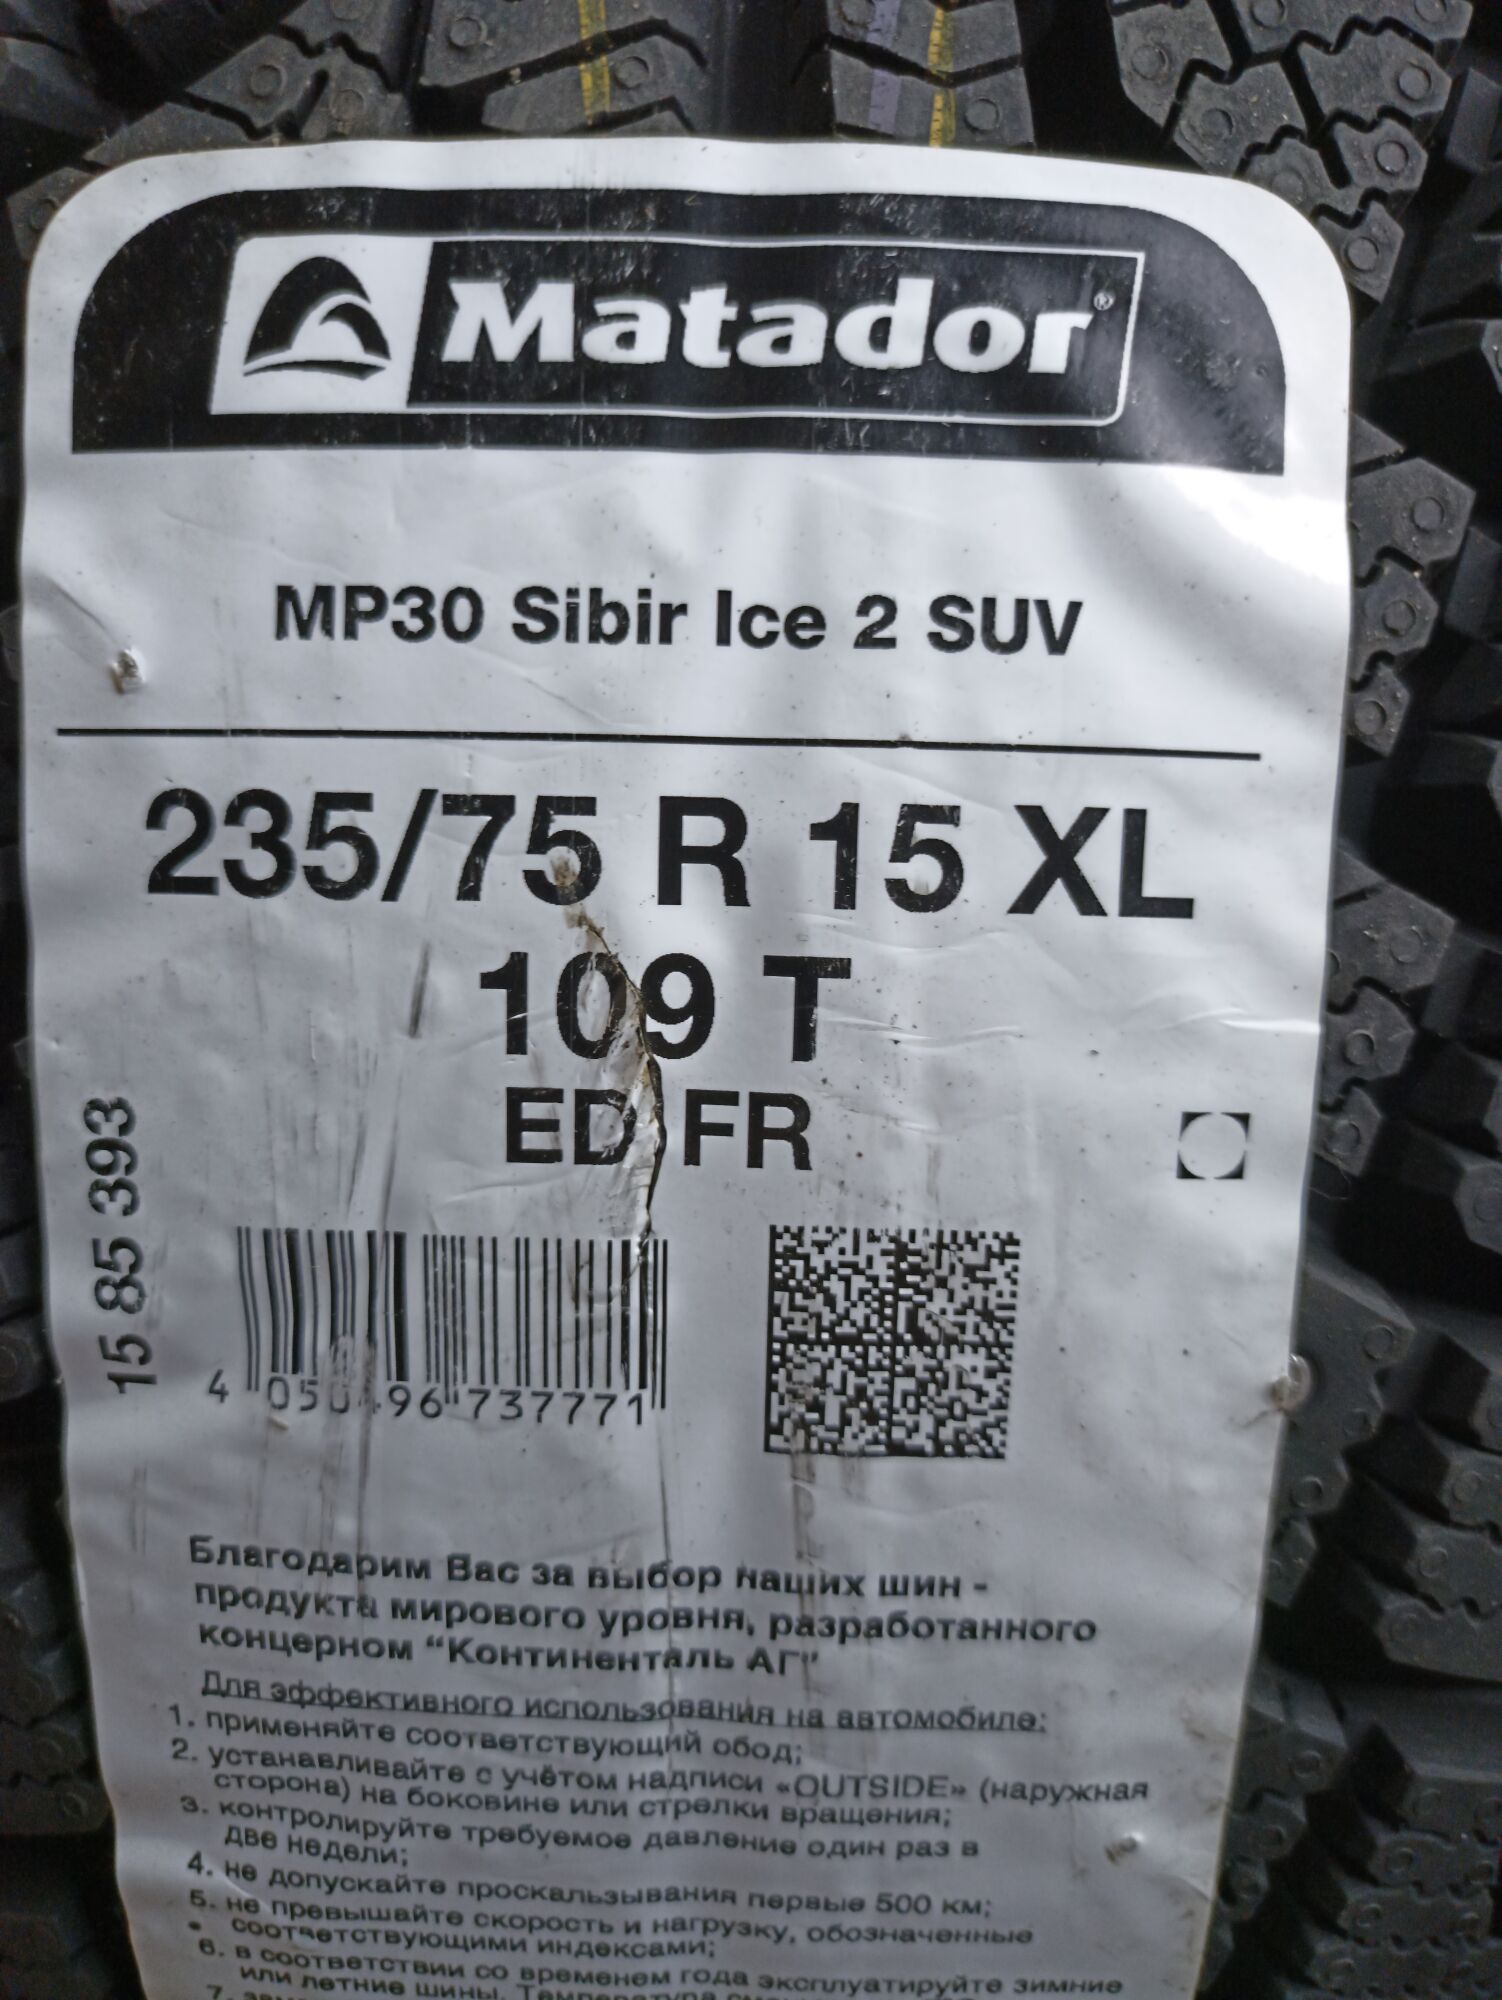 Matador®
MP30 Sibir Ice 2 SUV
235/75 R 15 XL
109 T
ED FR
15 85 393
4 050496 737771
Благодарим Вас за выбор наших шин -
продукта мирового уровня, разработанного
концерном “Континенталь АГ”
Для эффективного использования на автомобиле:
1. применяйте соответствующий обод;
2. устанавливайте с учётом надписи «OUTSIDE» (наружная
сторона) на боковине или стрелки вращения;
3. контролируйте требуемое давление один раз в
две недели;
4. не допускайте проскальзывания первые 500 км;
5. не превышайте скорость и нагрузку, обозначенные
соответствующими индексами;
6. в соответствии со временем года эксплуатируйте зимние
или летние шины. Температура
7.